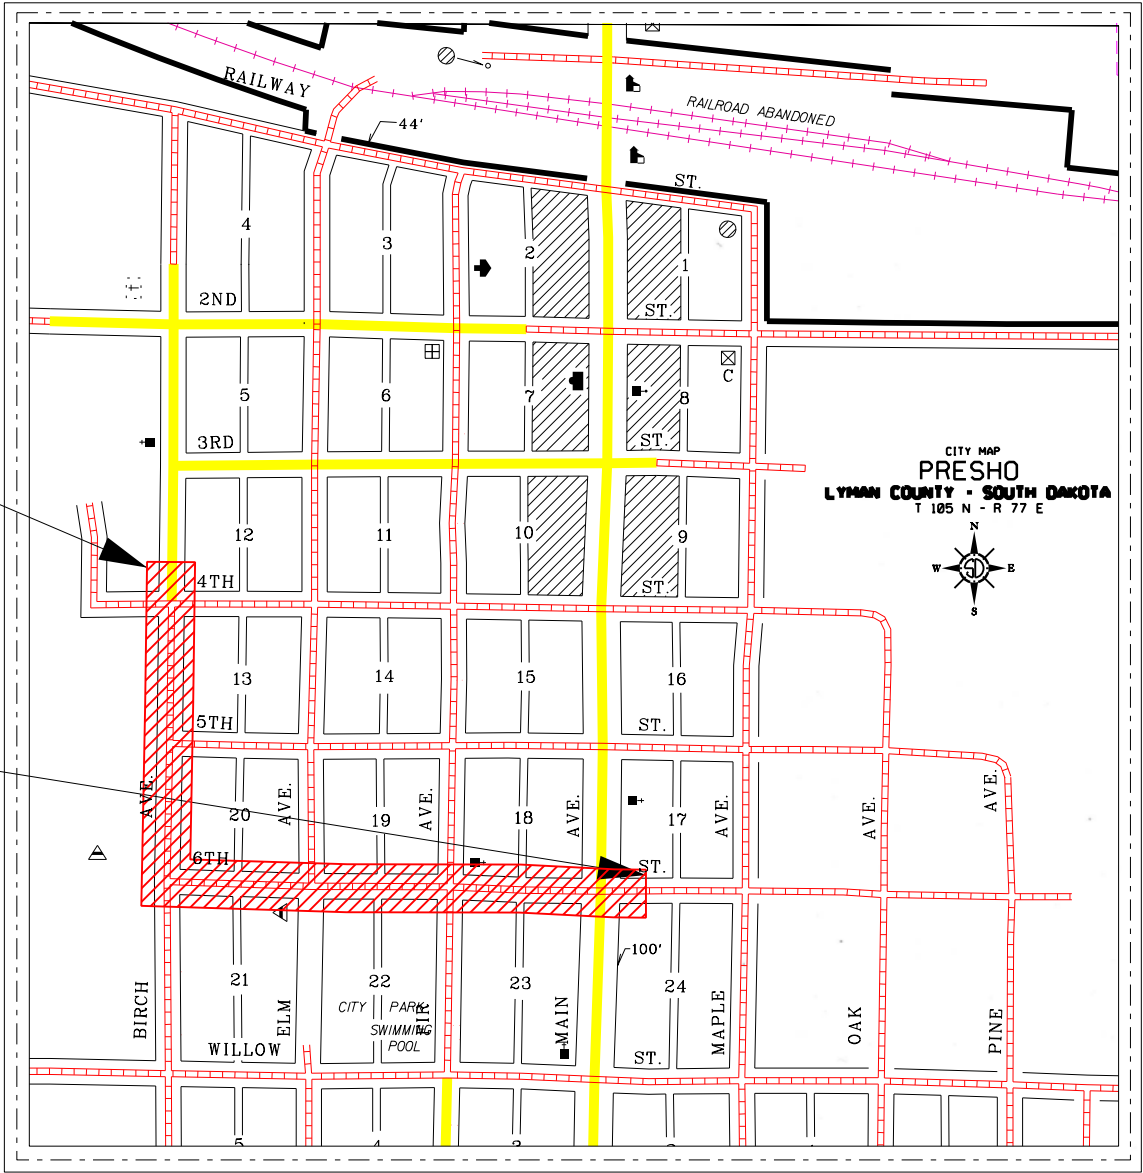 RAILWAY
44'
RAILROAD ABANDONED
ST.
4
3
2
1
2ND
ST.
5
6
7
8
C
3RD
ST.
CITY MAP
PRESHO
LYMAN COUNTY - SOUTH DAKOTA
T 105 N - R 77 E
N
W
SD
E
S
12
11
10
9
4TH
ST.
13
14
15
16
5TH
ST.
AVE.
AVE.
AVE.
AVE.
AVE.
AVE.
AVE.
20
19
18
17
6TH
ST.
100'
21
22
23
24
CITY PARK
SWIMMING
POOL
BIRCH
ELM
FIR
MAIN
MAPLE
OAK
PINE
WILLOW
ST.
5
4
3